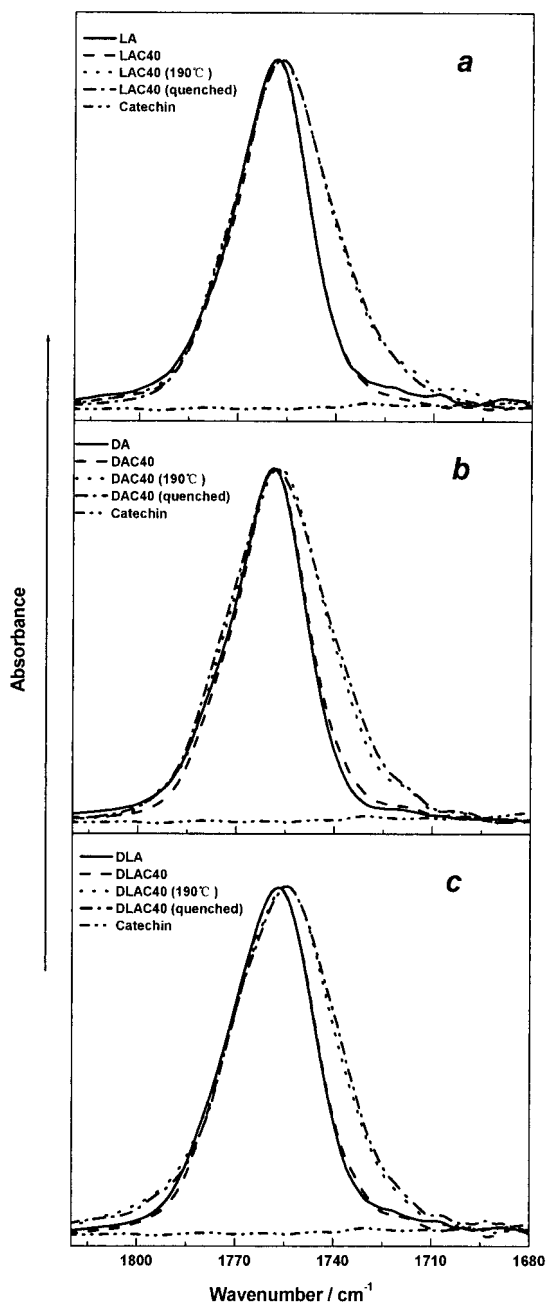 LA
LAC40
LAC40 (190℃)
LAC40 (quenched)
Catechin
a
DA
DAC40
DAC40 (190℃)
DAC40 (quenched)
Catechin
b
Absorbance
DLA
DLAC40
DLAC40 (190℃)
DLAC40 (quenched)
Catechin
c
1800 1770 1740 1710 1680
Wavenumber / cm⁻¹